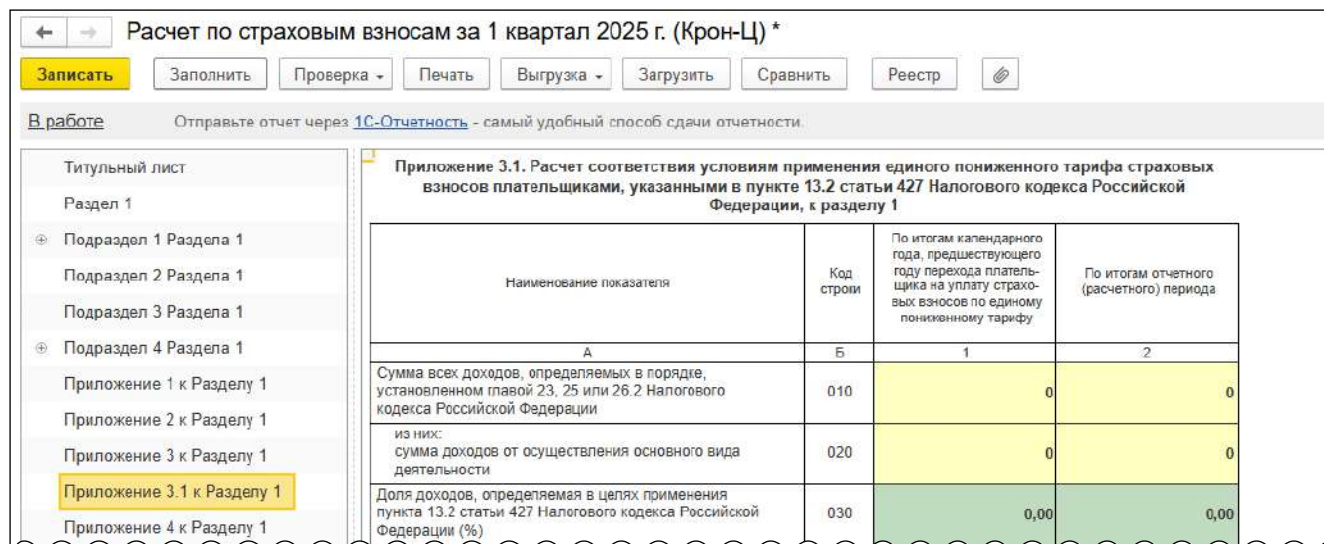 Расчет по страховым взносам за 1 квартал 2025 г. (Крон-Ц) *
Записать Заполнить Проверка Печать Выгрузка Загрузить Сравнить Реестр
В работе Отправьте отчет через 1С-Отчетность - самый удобный способ сдачи отчетности.
Титульный лист
Раздел 1
Подраздел 1 Раздела 1
Подраздел 2 Раздела 1
Подраздел 3 Раздела 1
Подраздел 4 Раздела 1
Приложение 1 к Разделу 1
Приложение 2 к Разделу 1
Приложение 3 к Разделу 1
Приложение 3.1 к Разделу 1
Приложение 4 к Разделу 1
Приложение 3.1. Расчет соответствия условиям применения единого пониженного тарифа страховых
взносов плательщиками, указанными в пункте 13.2 статьи 427 Налогового кодекса Российской
Федерации, к разделу 1
Наименование показателя
Код
строки
По итогам календарного
года, предшествующего
году перехода платель-
щика на уплату страхо-
вых взносов по единому
пониженному тарифу
По итогам отчетного
(расчетного) периода
А Б 1 2
Сумма всех доходов, определяемых в порядке,
установленном главой 23, 25 или 26.2 Налогового
кодекса Российской Федерации
010 0 0
из них:
сумма доходов от осуществления основного вида
деятельности
020 0 0
Доля доходов, определяемая в целях применения
пункта 13.2 статьи 427 Налогового кодекса Российской
Федерации (%)
030 0,00 0,00